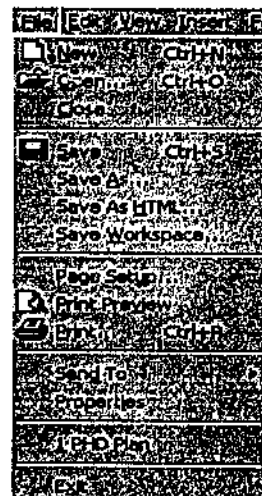 File Edit View Insert F
New Ctrl+N
Open... Ctrl+O
Close
Save Ctrl+S
Save As...
Save As HTML...
Save Workspace...
Page Setup...
Print Preview
Print... Ctrl+P
Send To
Properties
1 PHD Plan
Exit